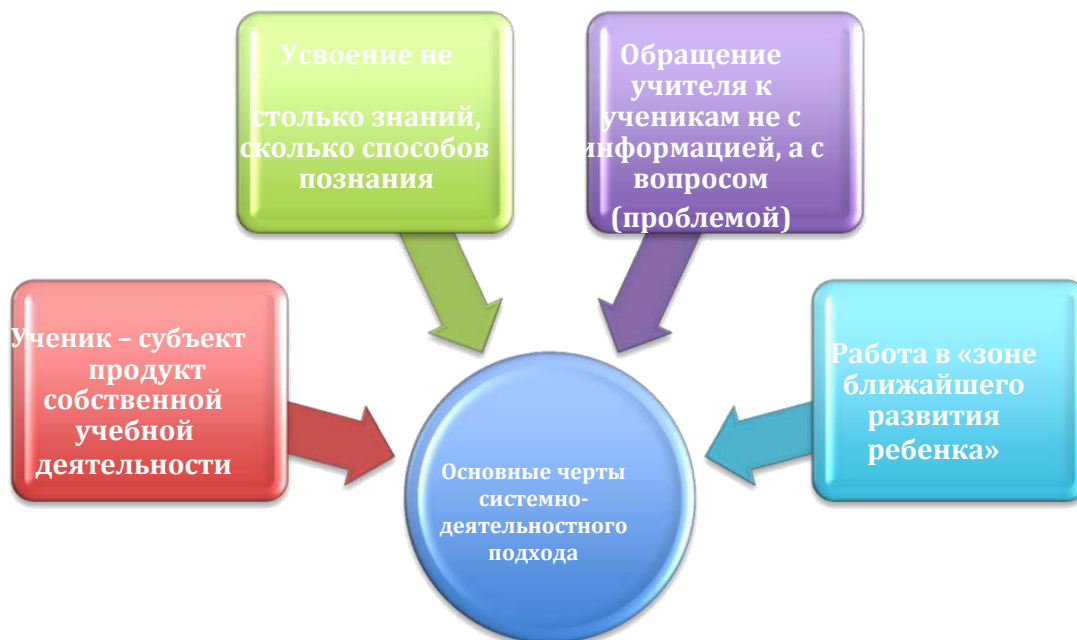 Усвоение не
столько знаний,
сколько способов
познания
Обращение
учителя к
ученикам не с
информацией, а с
вопросом
(проблемой)
Ученик – субъект
продукт
собственной
учебной
деятельности
Работа в «зоне
ближайшего
развития
ребенка»
Основные черты
системно-
деятельностного
подхода